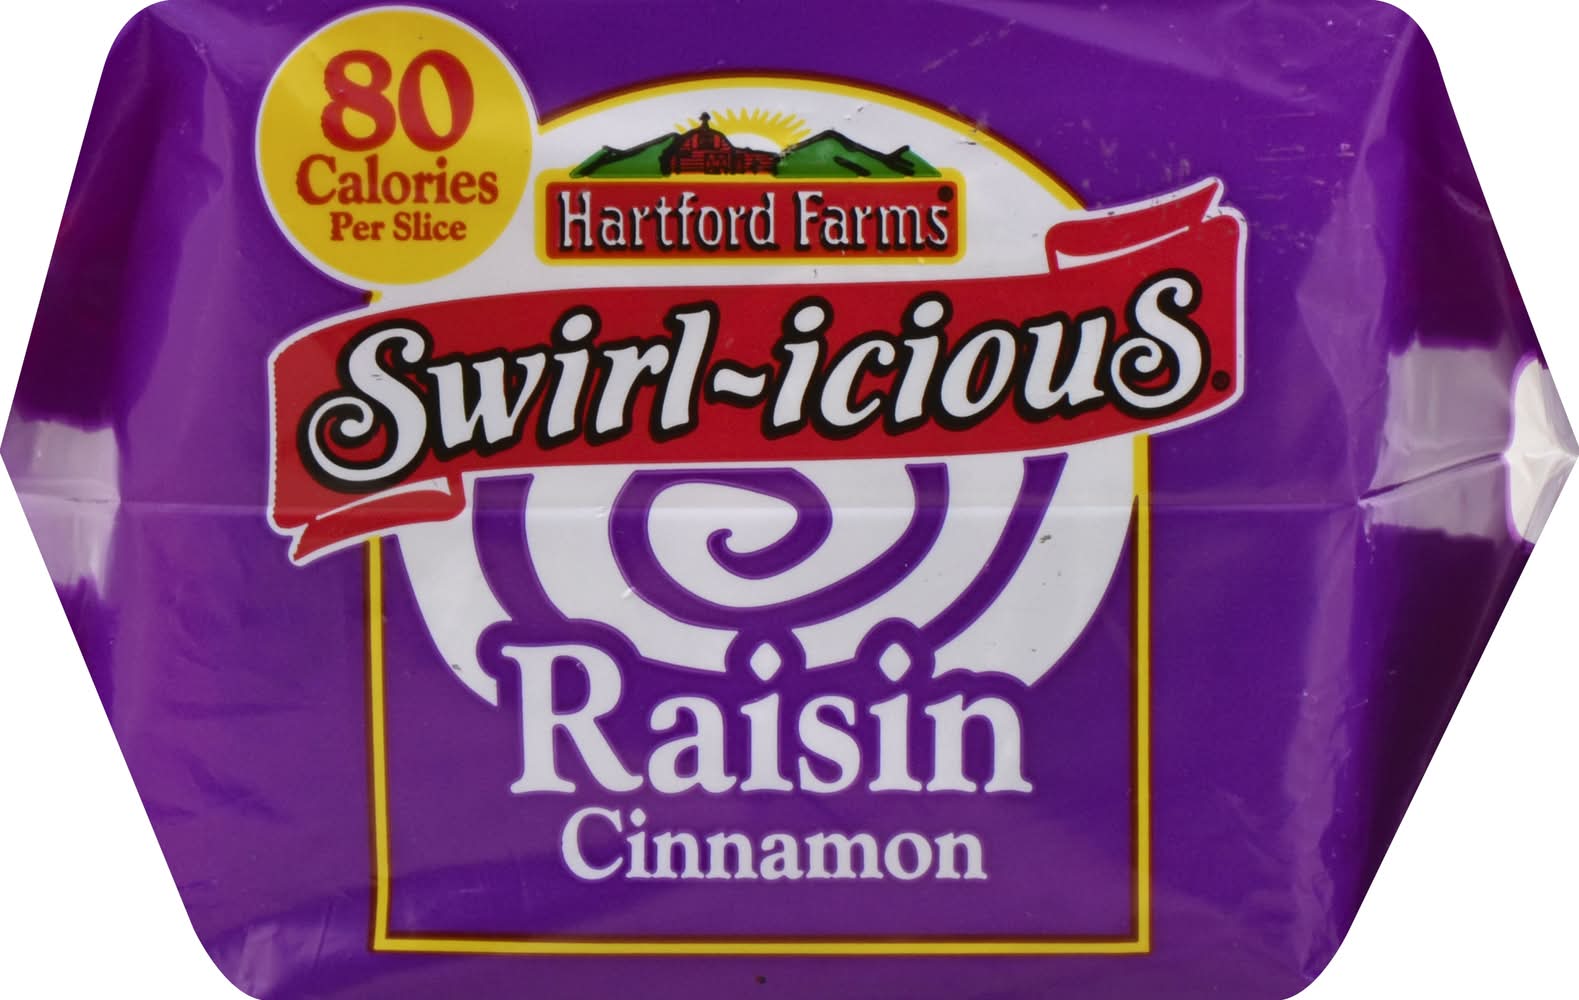 80
Calories
Per Slice
Hartford Farms®
Swirl-icious®
Raisin
Cinnamon